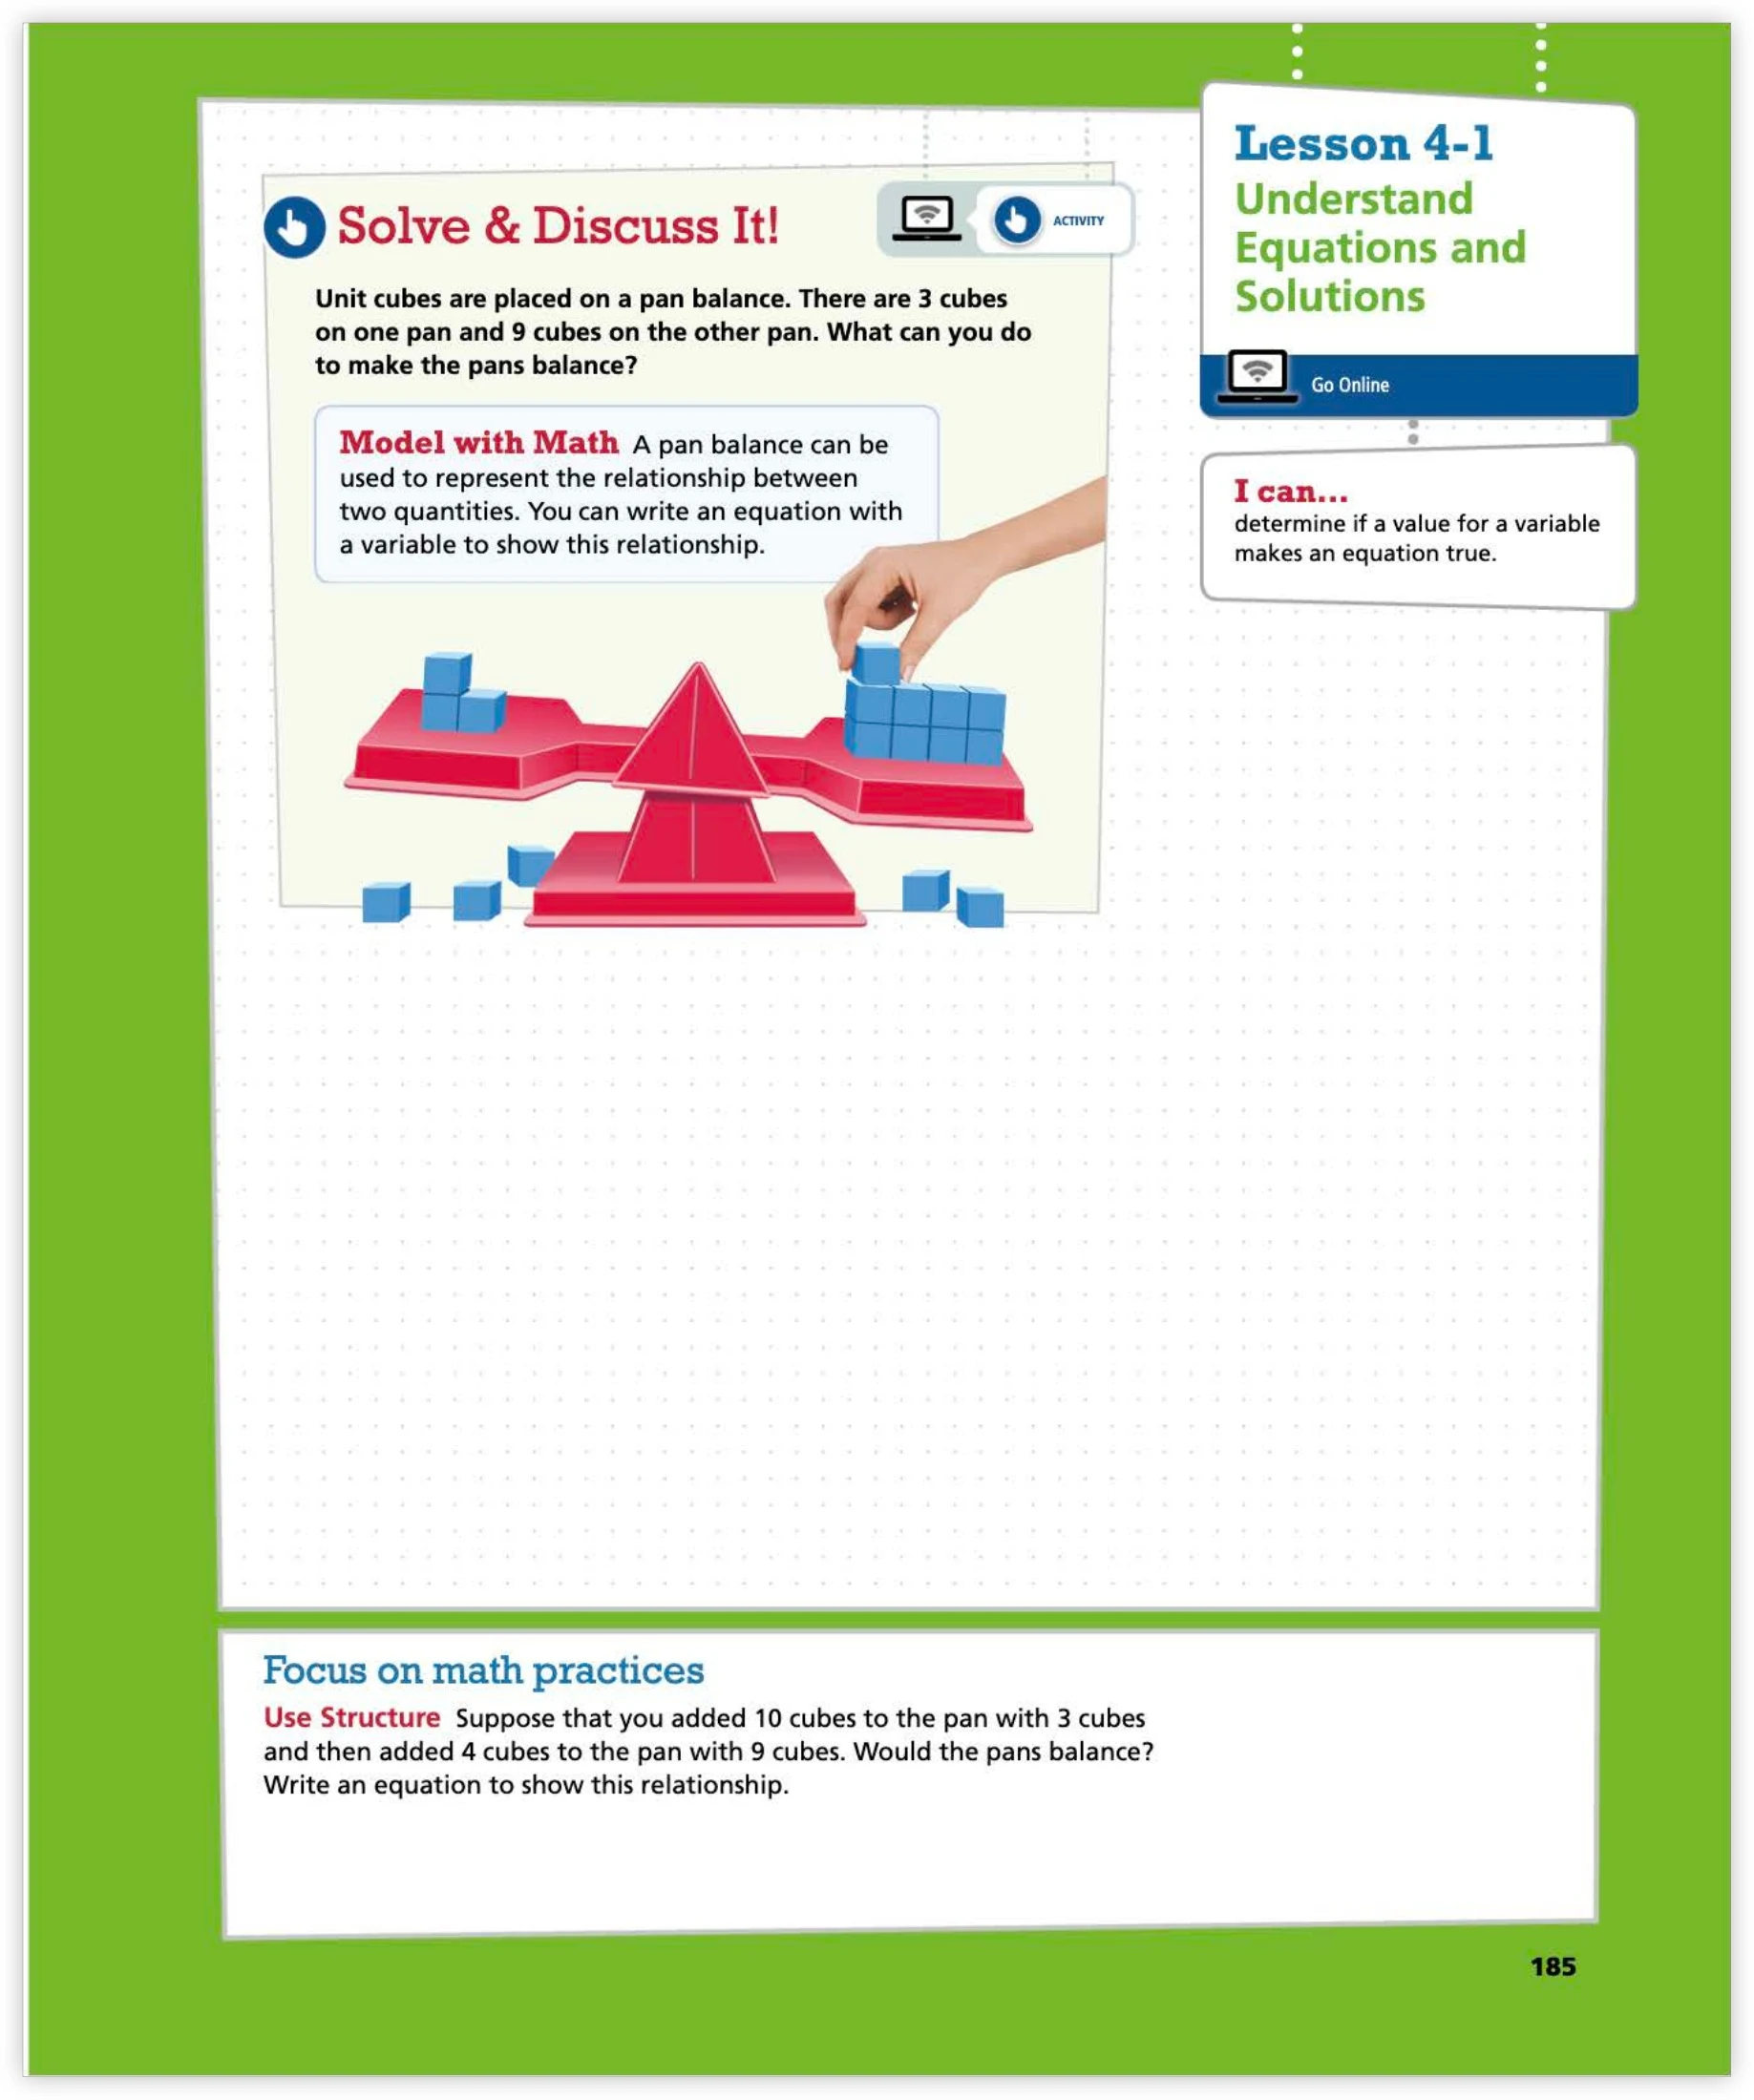 Lesson 4-1
Understand
Equations and
Solutions
Go Online
I can...
determine if a value for a variable
makes an equation true.
Solve & Discuss It!
ACTIVITY
Unit cubes are placed on a pan balance. There are 3 cubes
on one pan and 9 cubes on the other pan. What can you do
to make the pans balance?
Model with Math A pan balance can be
used to represent the relationship between
two quantities. You can write an equation with
a variable to show this relationship.
Focus on math practices
Use Structure Suppose that you added 10 cubes to the pan with 3 cubes
and then added 4 cubes to the pan with 9 cubes. Would the pans balance?
Write an equation to show this relationship.
185